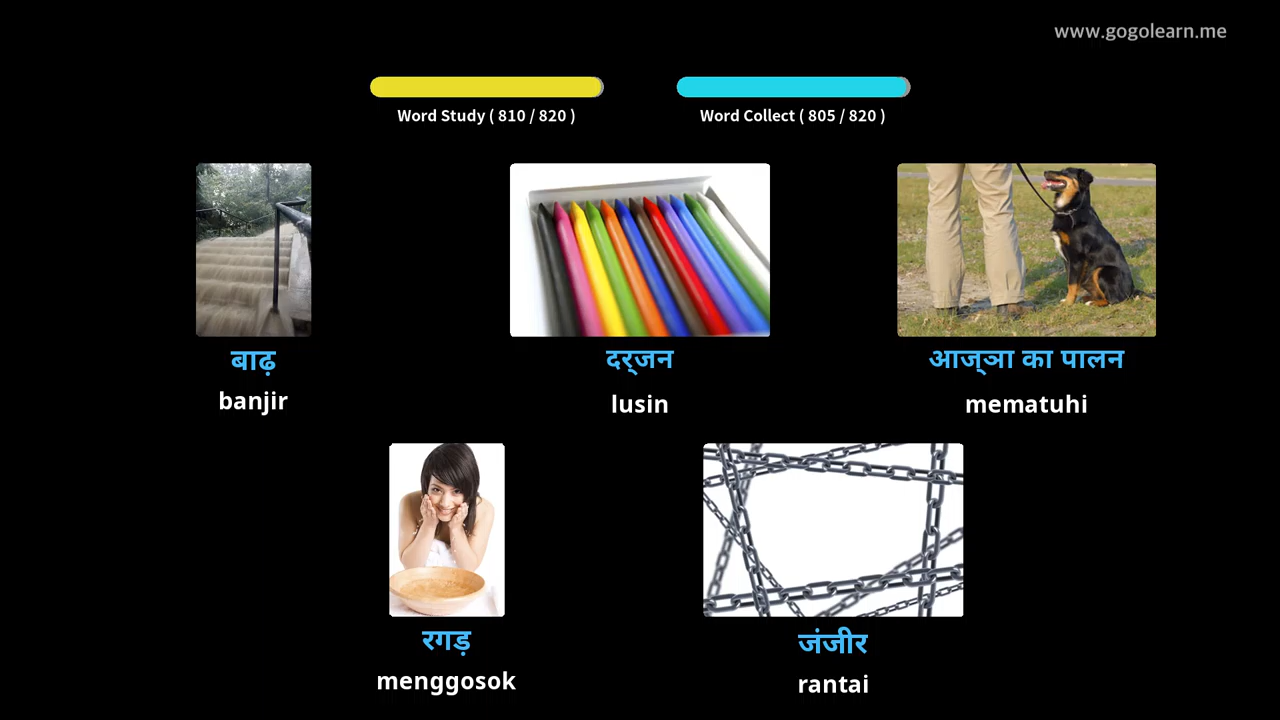 www.gogolearn.me
Word Study ( 810 / 820 )
Word Collect ( 805 / 820 )
बाढ़
banjir
दर्‌जन
lusin
आज्‌ञा का पालन
mematuhi
रगड़
menggosok
जंजीर
rantai